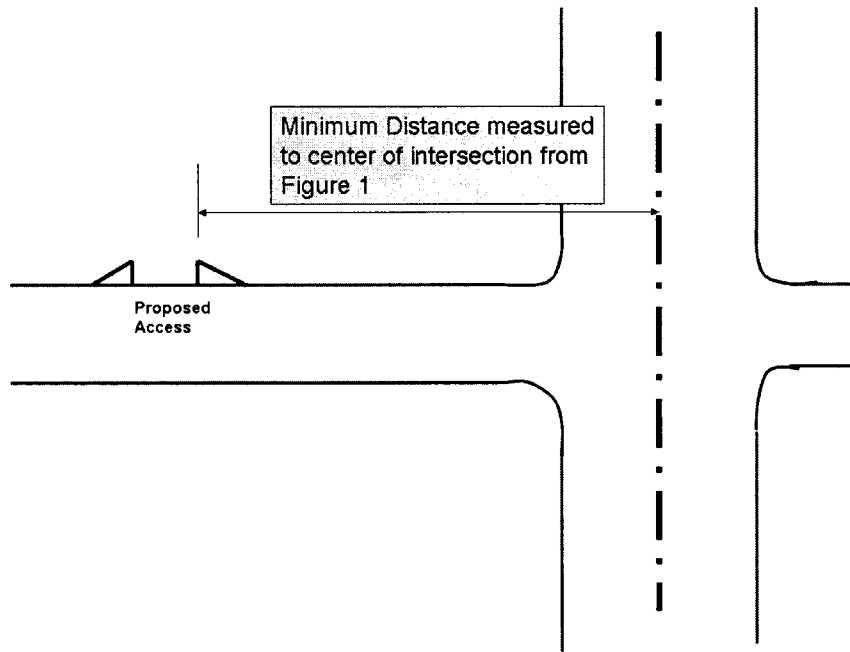 Minimum Distance measured
to center of intersection from
Figure 1
Proposed
Access